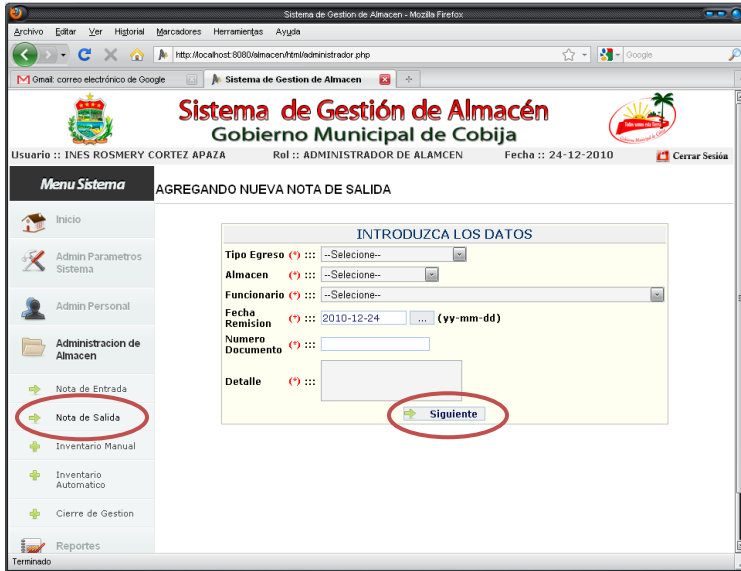 Sistema de Gestion de Almacen - Mozilla Firefox
Archivo Editar Ver Historial Marcadores Herramientas Ayuda
http://localhost:8080/almacen/html/administrador.php
Google
Gmail: correo electrónico de Google
Sistema de Gestion de Almacen
Sistema de Gestión de Almacén
Gobierno Municipal de Cobija
Usuario :: INES ROSMERY CORTEZ APAZA Rol :: ADMINISTRADOR DE ALAMCEN Fecha :: 24-12-2010 Cerrar Sesión
Menu Sistema
AGREGANDO NUEVA NOTA DE SALIDA
Inicio
Admin Parametros
Sistema
Admin Personal
Administracion de
Almacen
Nota de Entrada
Nota de Salida
Inventario Manual
Inventario
Automatico
Cierre de Gestion
Reportes
INTRODUZCA LOS DATOS
Tipo Egreso (*) ::: --Selecione--
Almacen (*) ::: --Selecione--
Funcionario (*) ::: --Selecione--
Fecha
Remision (*) ::: 2010-12-24 ... (yy-mm-dd)
Numero
Documento (*) :::
Detalle (*) :::
Siguiente
Terminado